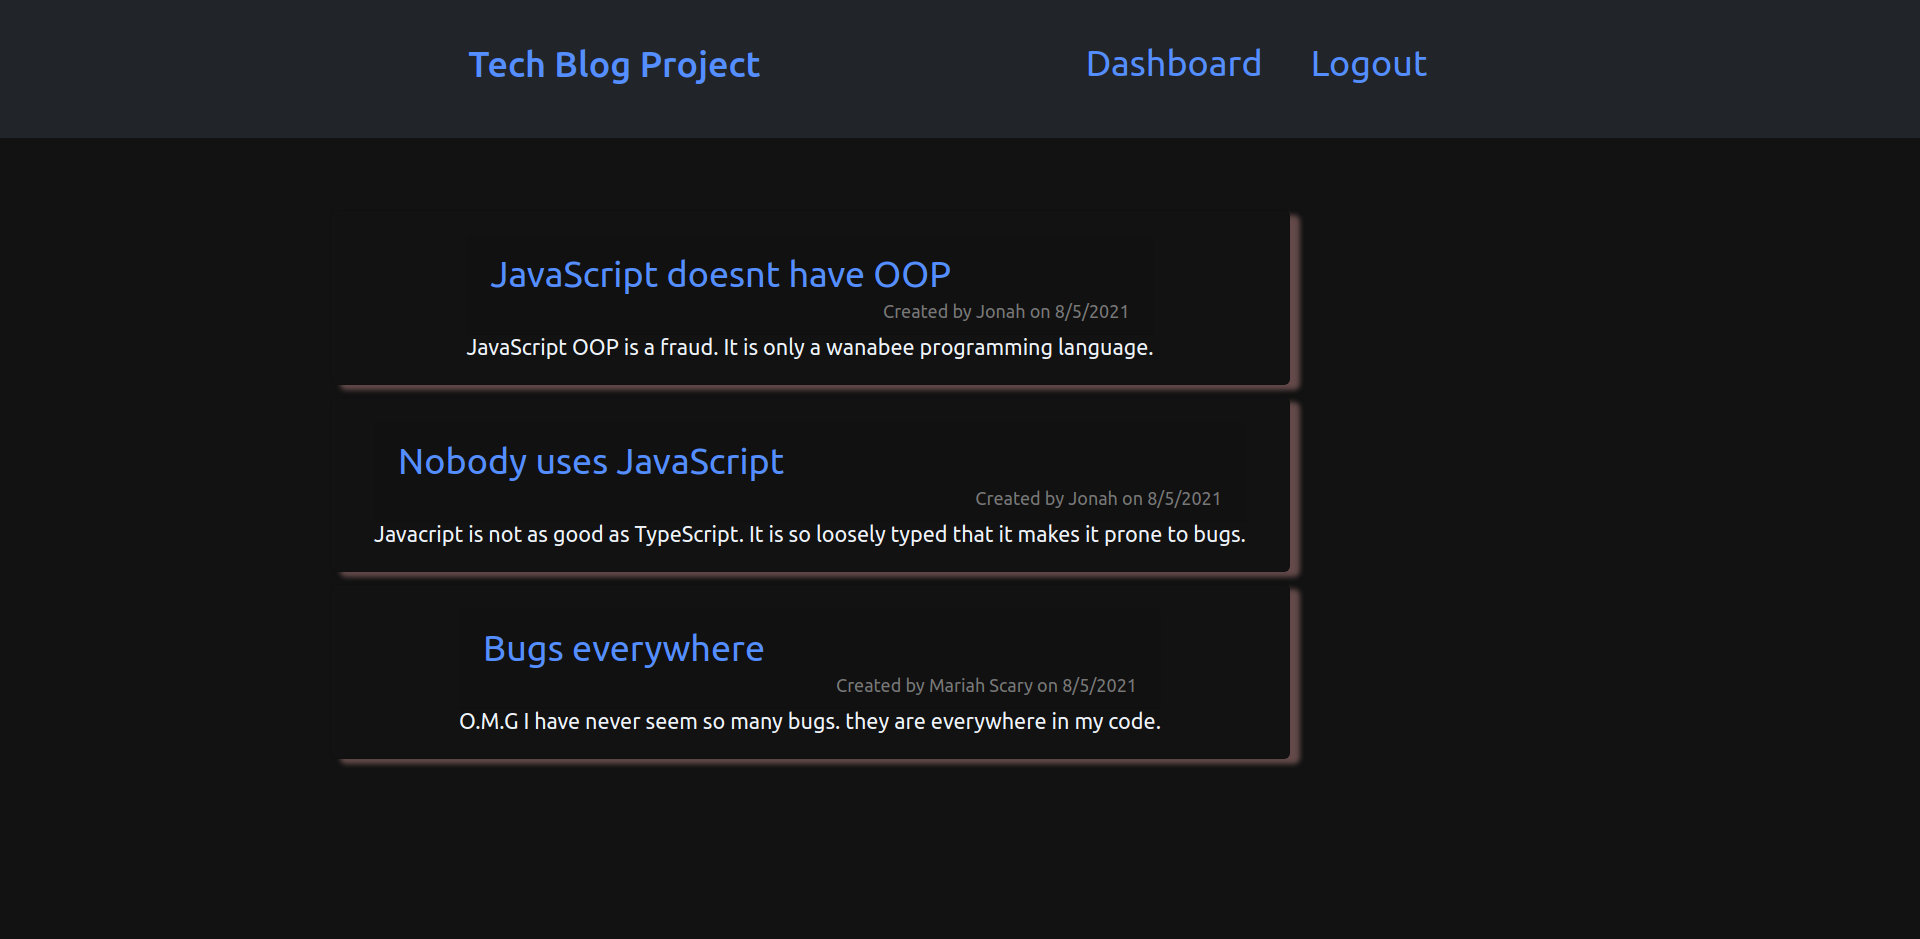 Tech Blog Project Dashboard Logout
JavaScript doesnt have OOP
Created by Jonah on 8/5/2021
JavaScript OOP is a fraud. It is only a wanabee programming language.
Nobody uses JavaScript
Created by Jonah on 8/5/2021
Javacript is not as good as TypeScript. It is so loosely typed that it makes it prone to bugs.
Bugs everywhere
Created by Mariah Scary on 8/5/2021
O.M.G I have never seem so many bugs. they are everywhere in my code.